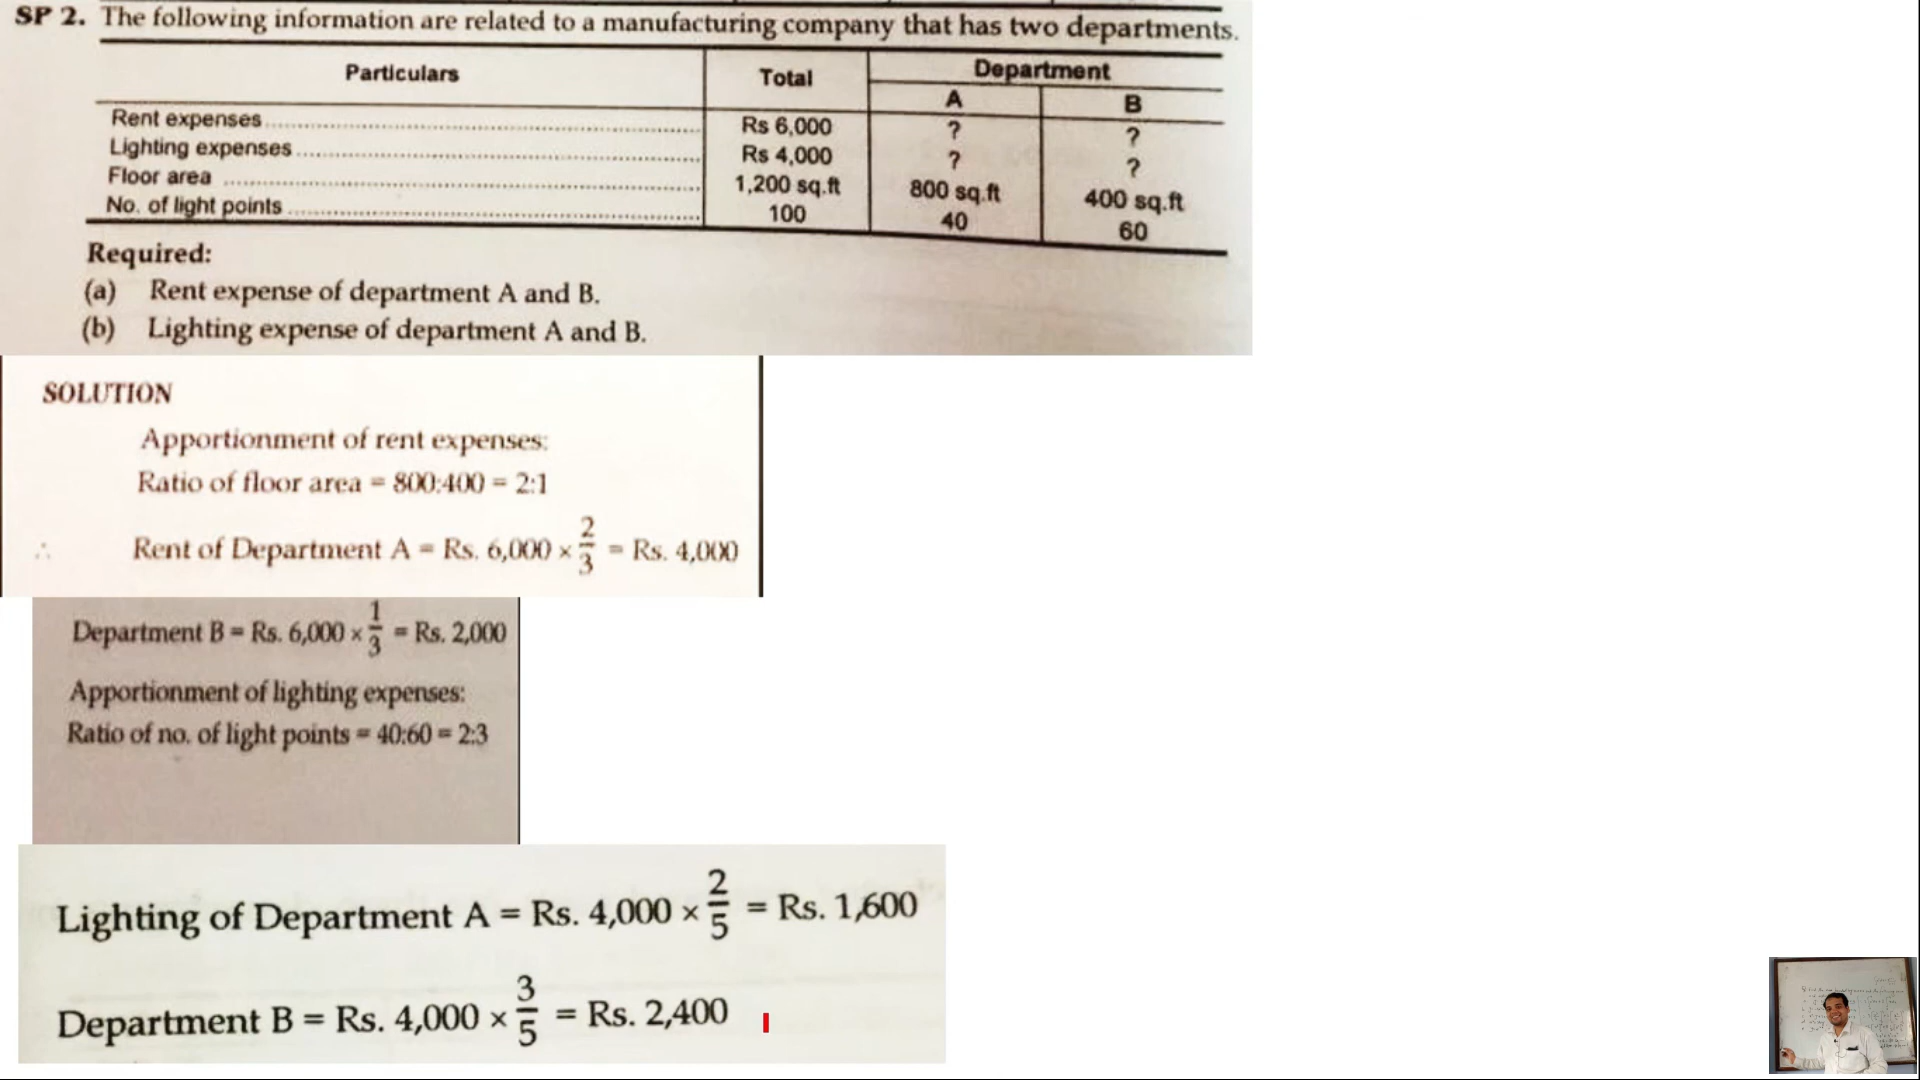 SP 2. The following information are related to a manufacturing company that has two departments.
Particulars Total Department
A B
Rent expenses Rs 6,000 ? ?
Lighting expenses Rs 4,000 ? ?
Floor area 1,200 sq.ft 800 sq.ft 400 sq.ft
No. of light points 100 40 60
Required:
(a) Rent expense of department A and B.
(b) Lighting expense of department A and B.
SOLUTION
Apportionment of rent expenses:
Ratio of floor area = 800:400 = 2:1
∴ Rent of Department A = Rs. 6,000 × 2/3 = Rs. 4,000
Department B = Rs. 6,000 × 1/3 = Rs. 2,000
Apportionment of lighting expenses:
Ratio of no. of light points = 40:60 = 2:3
Lighting of Department A = Rs. 4,000 × 2/5 = Rs. 1,600
Department B = Rs. 4,000 × 3/5 = Rs. 2,400